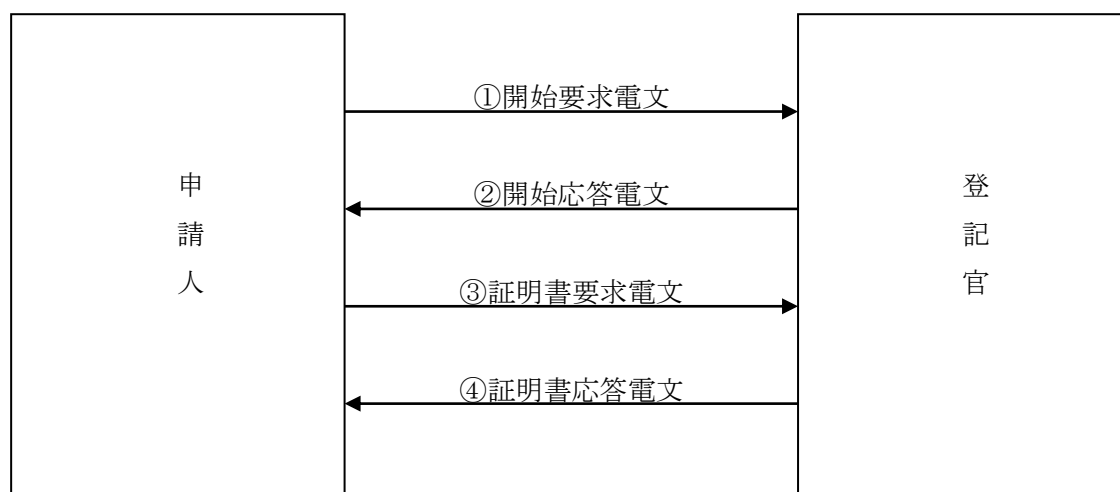 申請人
①開始要求電文
②開始応答電文
③証明書要求電文
④証明書応答電文
登記官